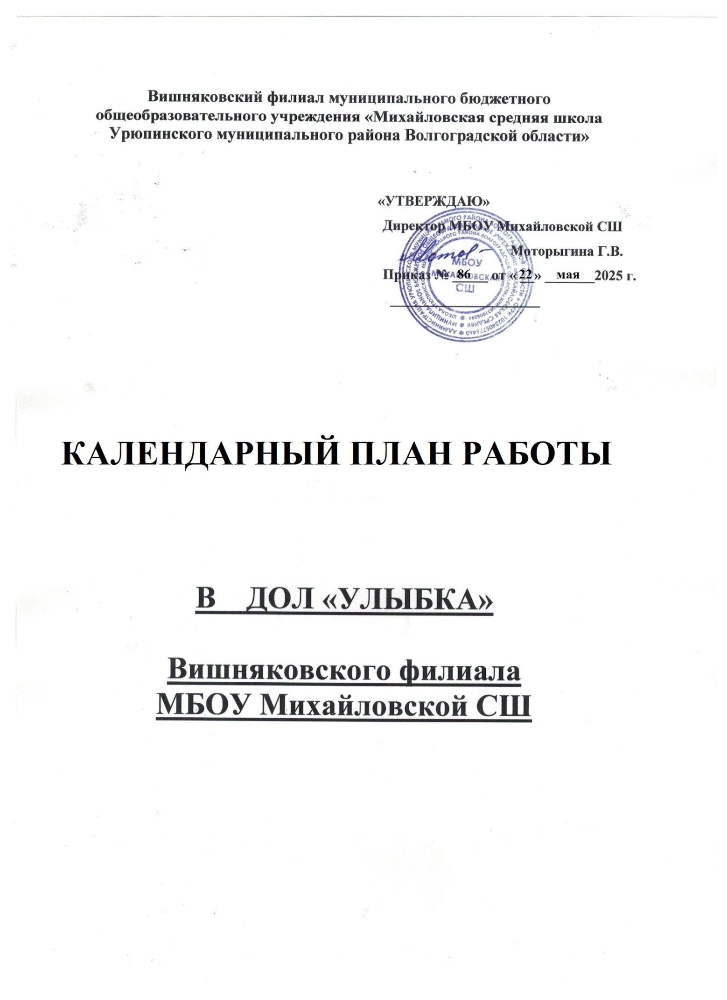 Вишняковский филиал муниципального бюджетного
общеобразовательного учреждения «Михайловская средняя школа
Урюпинского муниципального района Волгоградской области»
«УТВЕРЖДАЮ»
Директор МБОУ Михайловской СШ
Моторыгина Г.В.
Приказ № 86 от «22» мая 2025 г.
МБОУ
МИХАЙЛОВСКАЯ
СШ
КАЛЕНДАРНЫЙ ПЛАН РАБОТЫ
В ДОЛ «УЛЫБКА»
Вишняковского филиала
МБОУ Михайловской СШ